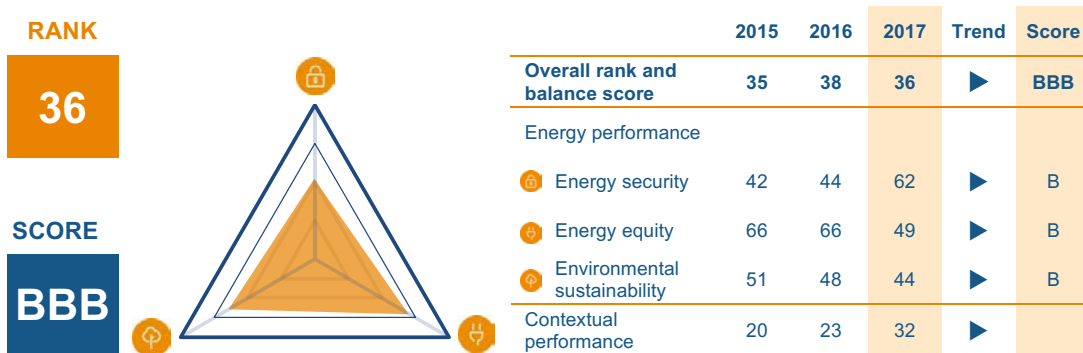 RANK
36
SCORE
BBB
2015 2016 2017 Trend Score
Overall rank and
balance score 35 38 36 BBB
Energy performance
Energy security 42 44 62 B
Energy equity 66 66 49 B
Environmental
sustainability 51 48 44 B
Contextual
performance 20 23 32